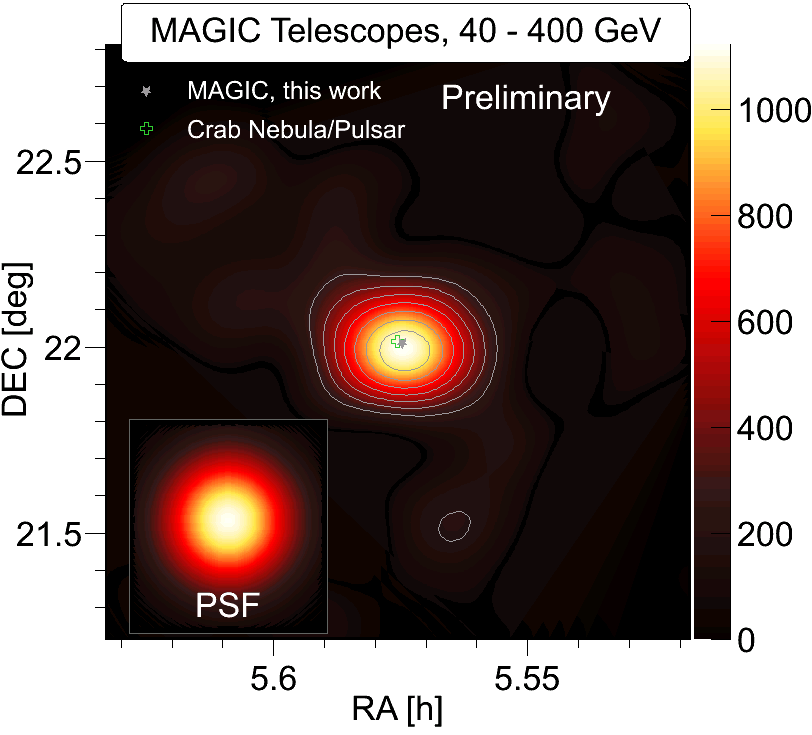 MAGIC Telescopes, 40 - 400 GeV
MAGIC, this work
Preliminary
Crab Nebula/Pulsar
1000
800
600
400
200
0
22.5
22
21.5
DEC [deg]
PSF
5.6
5.55
RA [h]